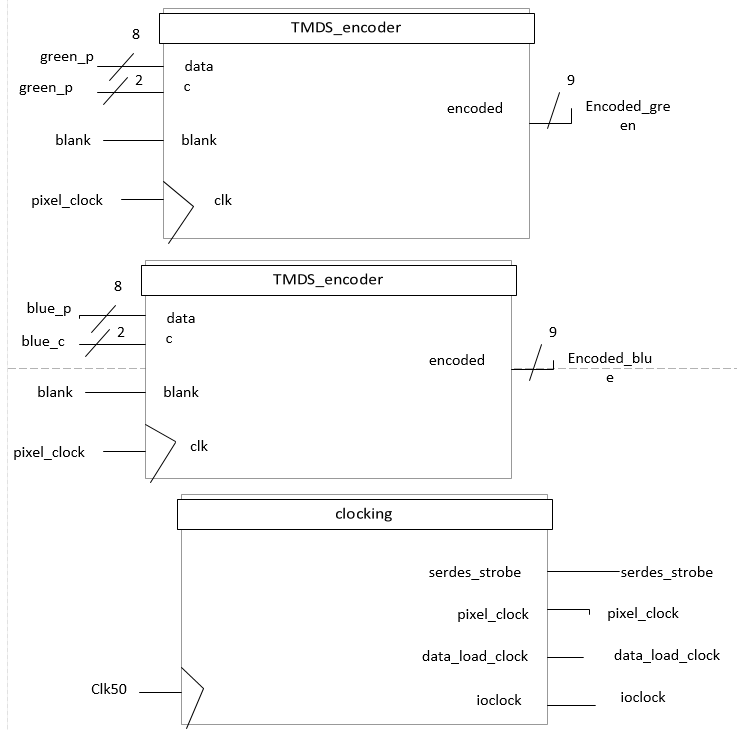 TMDS_encoder
8
green_p
data
2
green_p
c
9
encoded
Encoded_gre
en
blank
blank
pixel_clock
clk
TMDS_encoder
8
blue_p
data
2
blue_c
c
9
encoded
Encoded_blu
e
blank
blank
pixel_clock
clk
clocking
serdes_strobe
serdes_strobe
pixel_clock
pixel_clock
data_load_clock
data_load_clock
Clk50
ioclock
ioclock